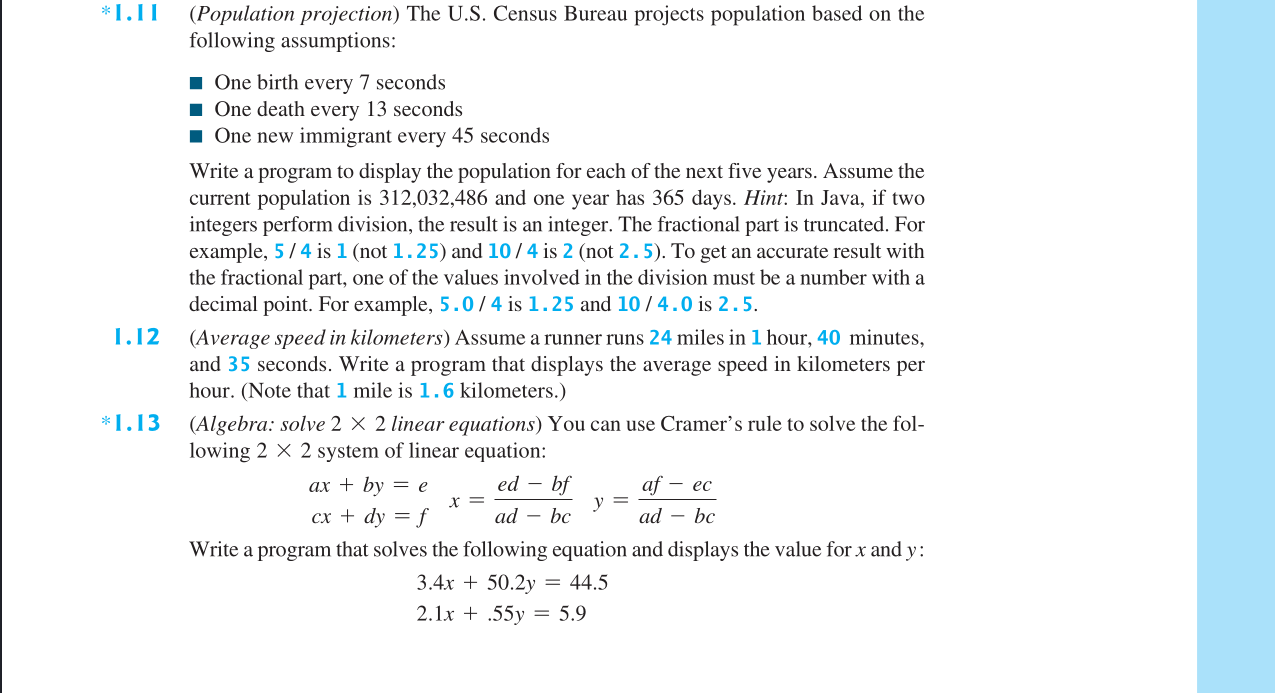 *1.11 (Population projection) The U.S. Census Bureau projects population based on the
following assumptions:
■ One birth every 7 seconds
■ One death every 13 seconds
■ One new immigrant every 45 seconds
Write a program to display the population for each of the next five years. Assume the
current population is 312,032,486 and one year has 365 days. Hint: In Java, if two
integers perform division, the result is an integer. The fractional part is truncated. For
example, 5 / 4 is 1 (not 1.25) and 10 / 4 is 2 (not 2.5). To get an accurate result with
the fractional part, one of the values involved in the division must be a number with a
decimal point. For example, 5.0 / 4 is 1.25 and 10 / 4.0 is 2.5.
1.12 (Average speed in kilometers) Assume a runner runs 24 miles in 1 hour, 40 minutes,
and 35 seconds. Write a program that displays the average speed in kilometers per
hour. (Note that 1 mile is 1.6 kilometers.)
*1.13 (Algebra: solve 2 × 2 linear equations) You can use Cramer's rule to solve the fol-
lowing 2 × 2 system of linear equation:
ax + by = e
cx + dy = f
x = ed − bf / ad − bc
y = af − ec / ad − bc
Write a program that solves the following equation and displays the value for x and y:
3.4x + 50.2y = 44.5
2.1x + .55y = 5.9